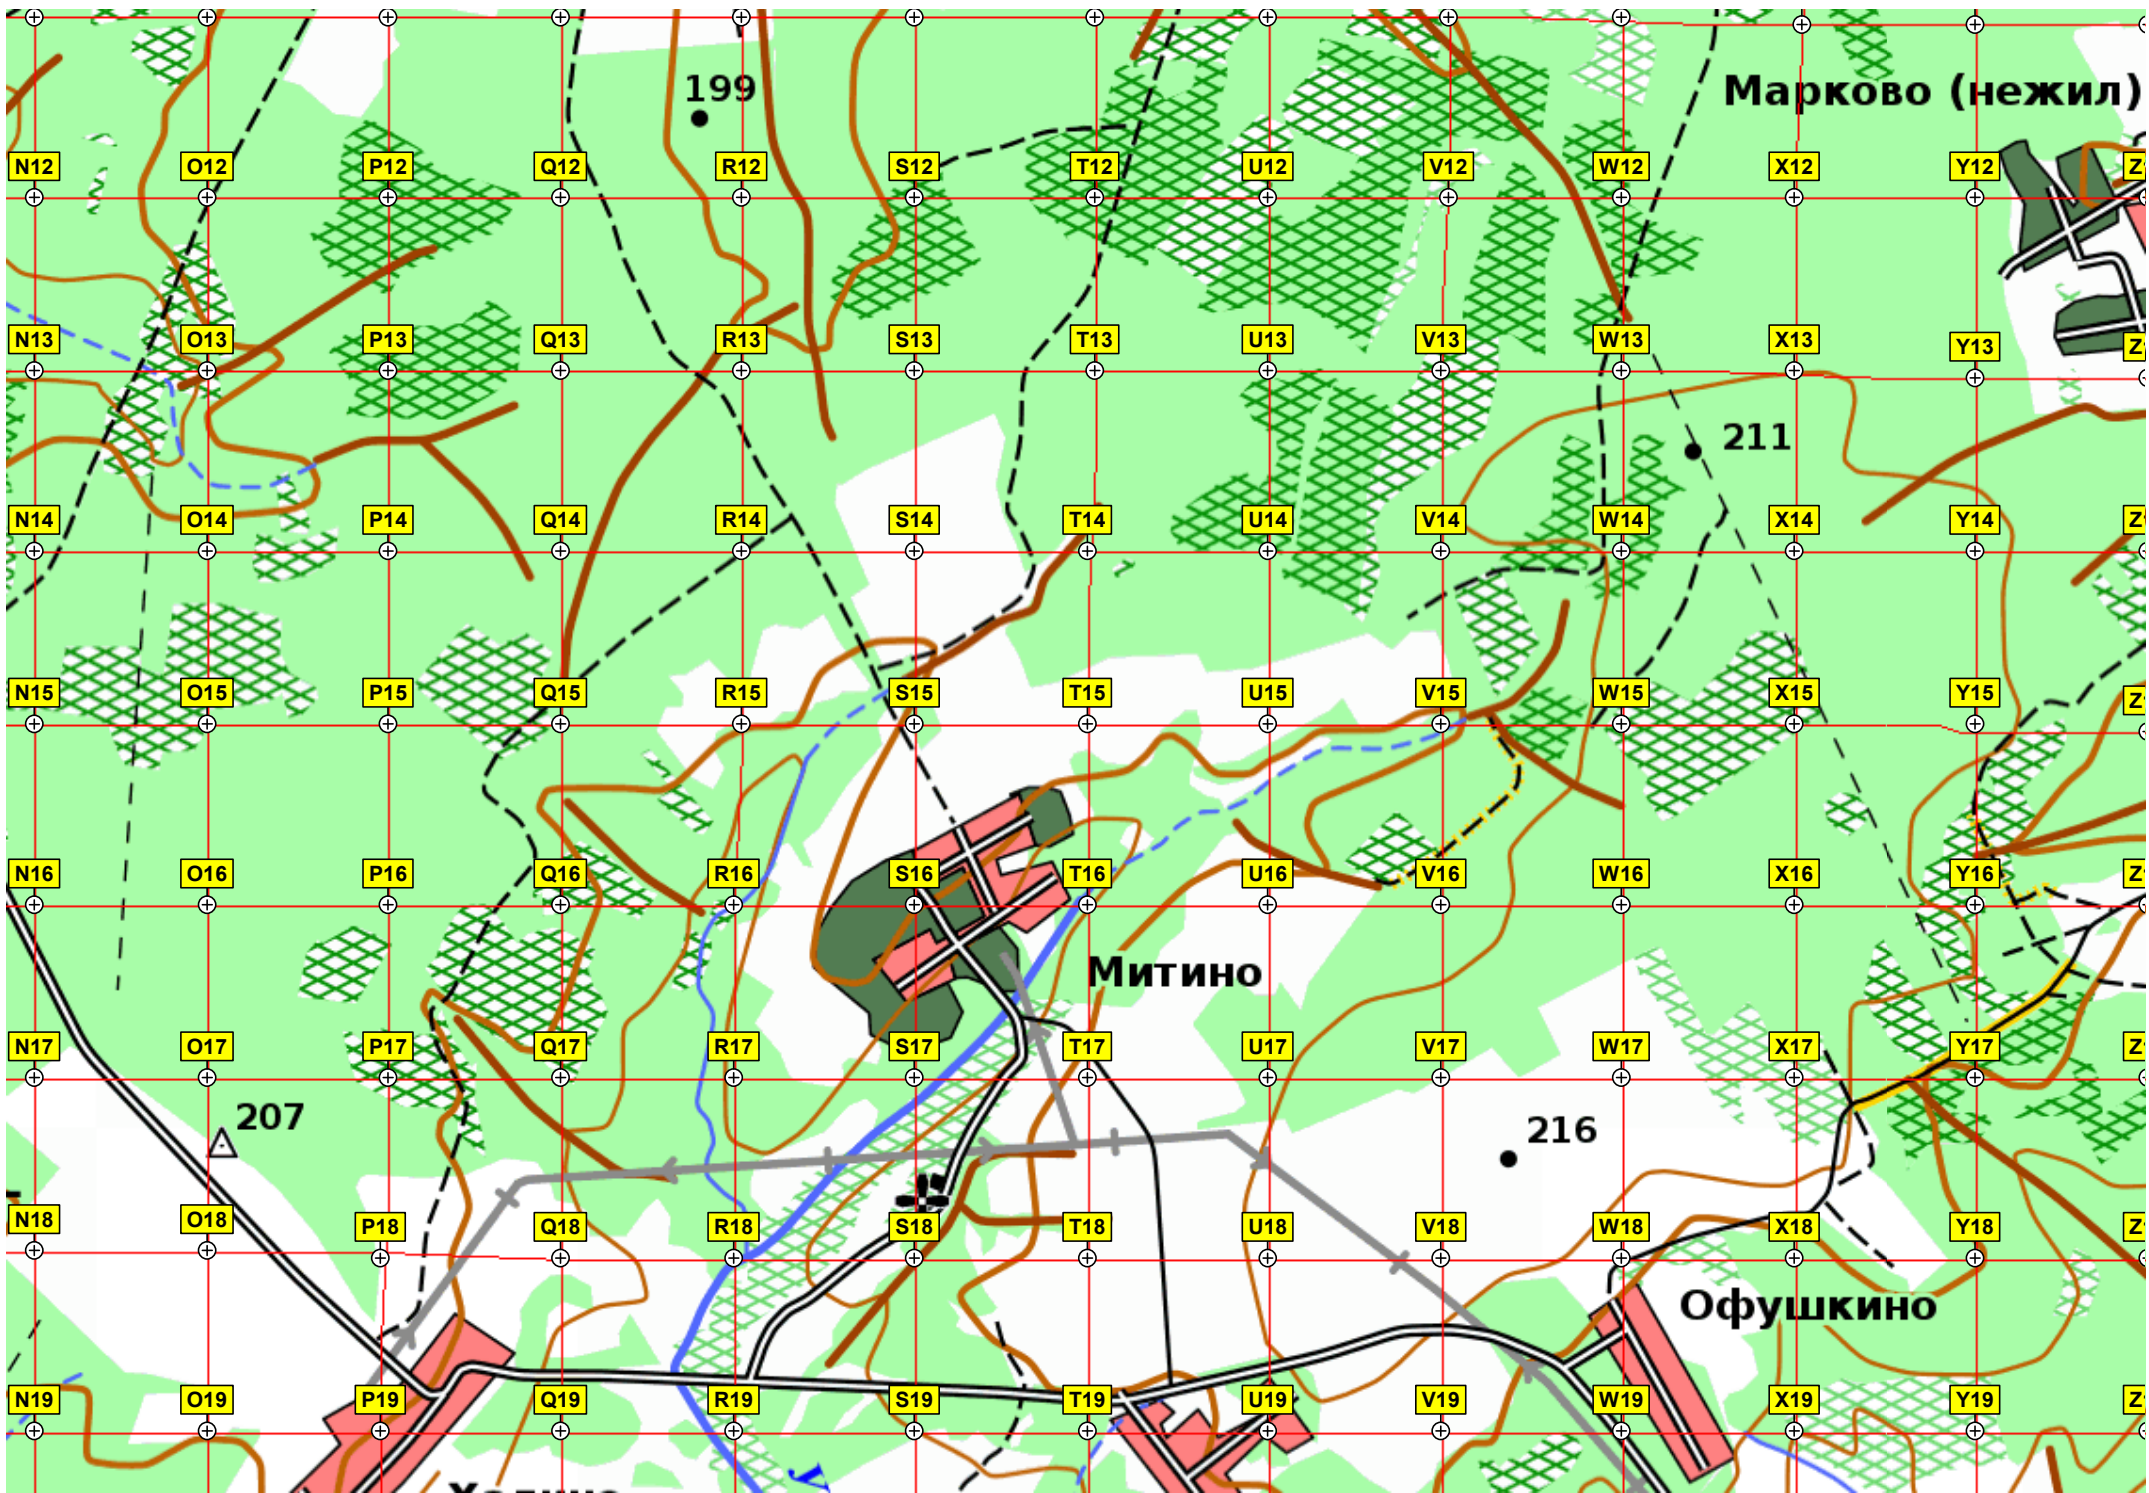 199
Марково (нежил)
N12 O12 P12 Q12 R12 S12 T12 U12 V12 W12 X12 Y12
N13 O13 P13 Q13 R13 S13 T13 U13 V13 W13 X13 Y13
211
N14 O14 P14 Q14 R14 S14 T14 U14 V14 W14 X14 Y14
N15 O15 P15 Q15 R15 S15 T15 U15 V15 W15 X15 Y15
N16 O16 P16 Q16 R16 S16 T16 U16 V16 W16 X16 Y16
Митино
N17 O17 P17 Q17 R17 S17 T17 U17 V17 W17 X17 Y17
207
216
N18 O18 P18 Q18 R18 S18 T18 U18 V18 W18 X18 Y18
Офушкино
N19 O19 P19 Q19 R19 S19 T19 U19 V19 W19 X19 Y19